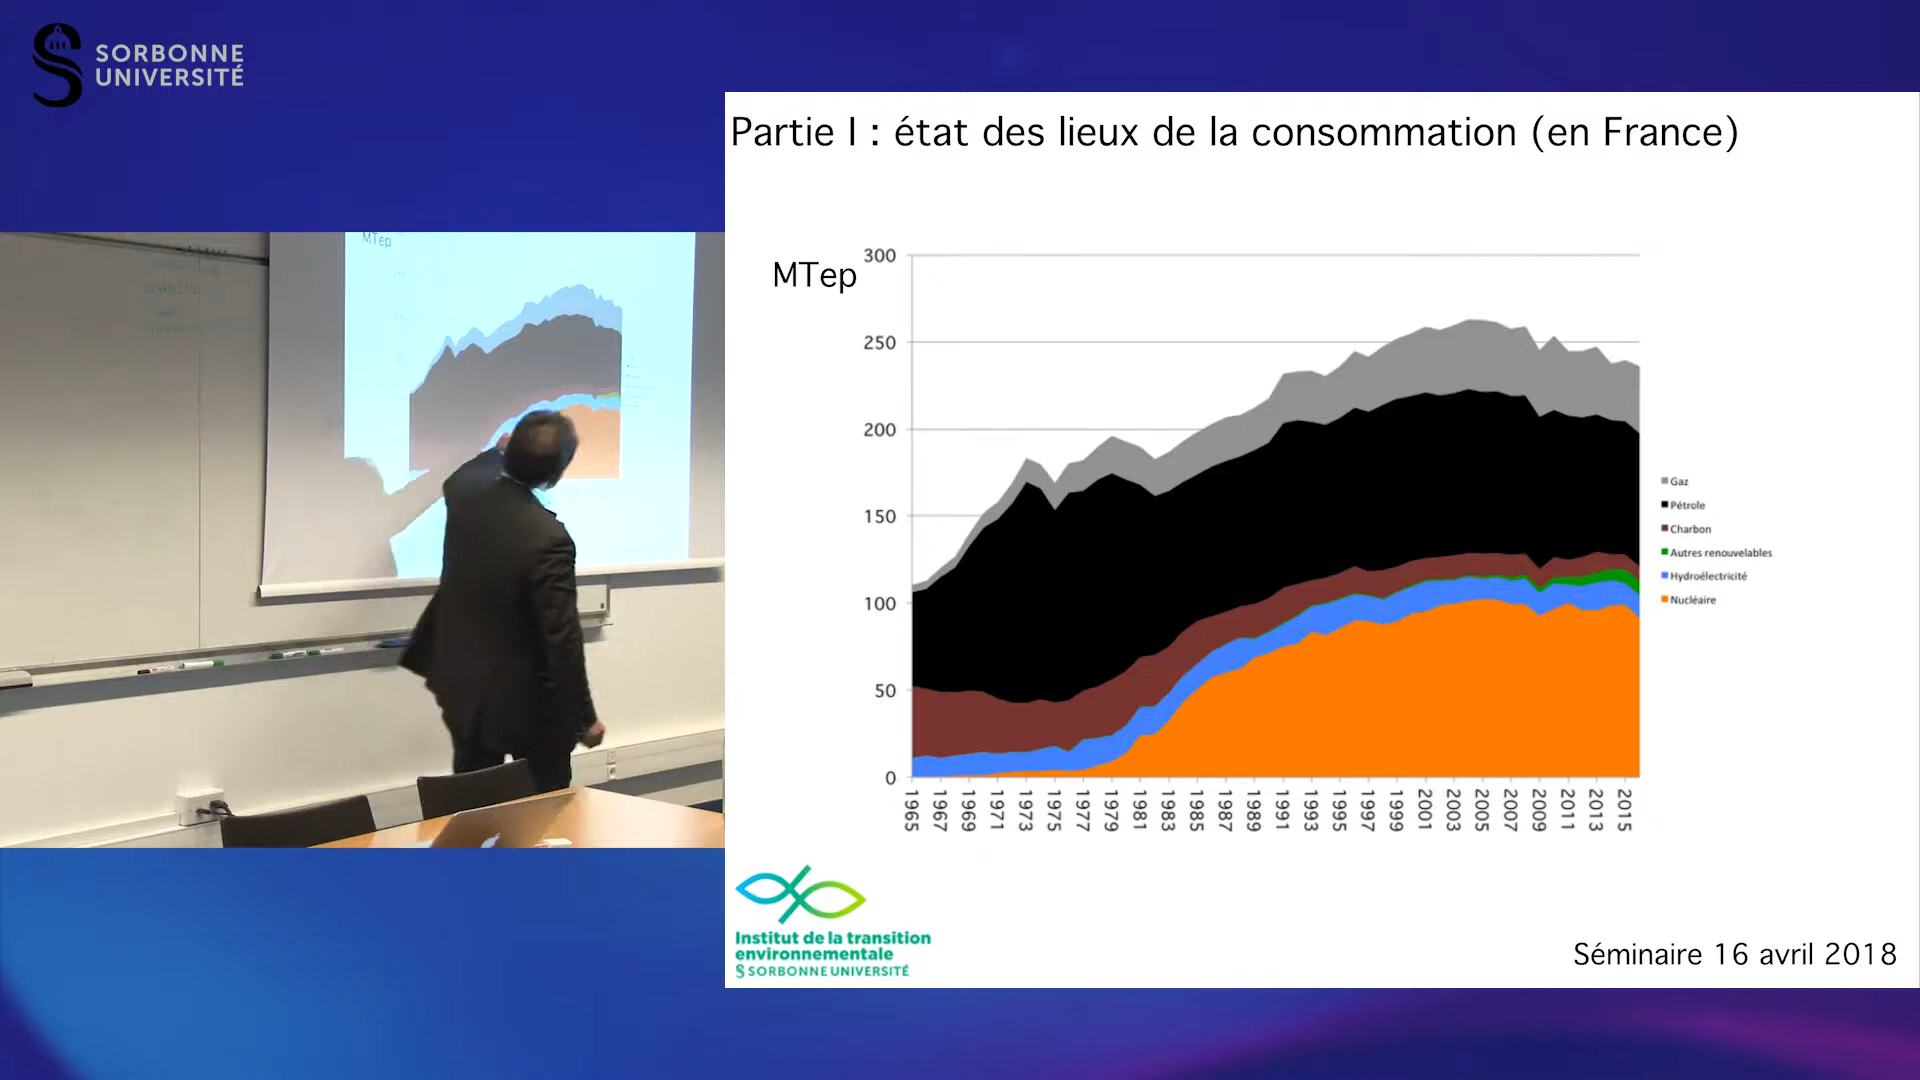 SORBONNE
UNIVERSITÉ
Partie I : état des lieux de la consommation (en France)
MTep
MTep
300
250
200
150
100
50
0
1965
1967
1969
1971
1973
1975
1977
1979
1981
1983
1985
1987
1989
1991
1993
1995
1997
1999
2001
2003
2005
2007
2009
2011
2013
2015
Gaz
Pétrole
Charbon
Autres renouvelables
Hydroélectricité
Nucléaire
Institut de la transition
environnementale
SORBONNE UNIVERSITÉ
Séminaire 16 avril 2018